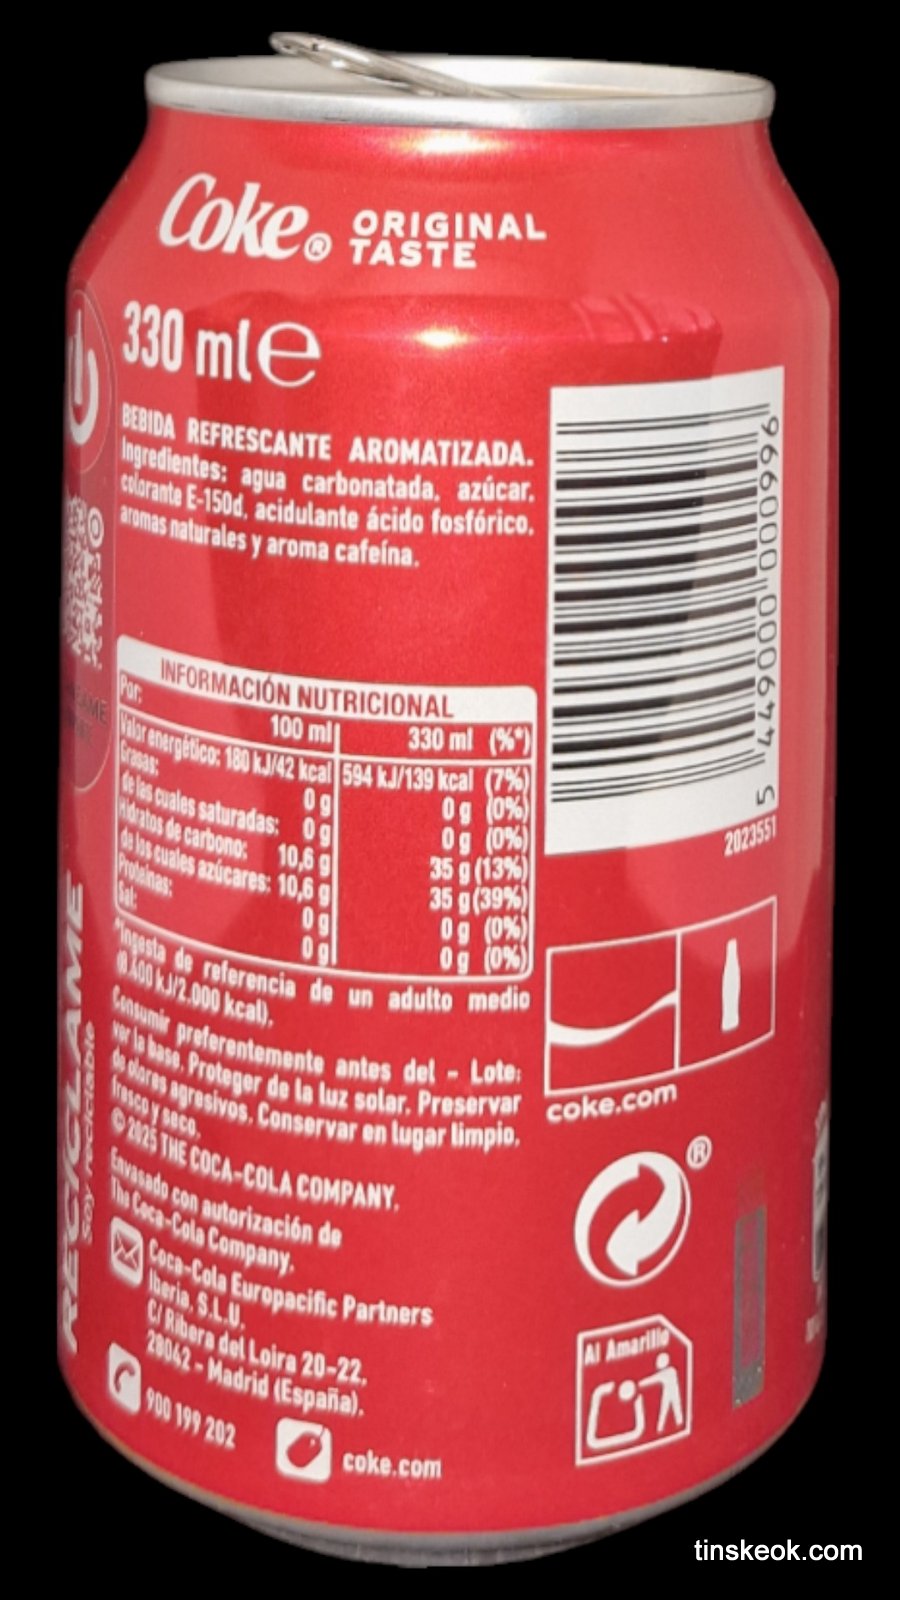 Coke® ORIGINAL
TASTE
330 ml e
BEBIDA REFRESCANTE AROMATIZADA.
Ingredientes: agua carbonatada, azúcar,
colorante E-150d, acidulante ácido fosfórico,
aromas naturales y aroma cafeína.
INFORMACIÓN NUTRICIONAL
Por: 100 ml 330 ml (%*)
Valor energético: 180 kJ/42 kcal 594 kJ/139 kcal (7%)
Grasas: 0 g 0 g (0%)
de las cuales saturadas: 0 g 0 g (0%)
Hidratos de carbono: 10,6 g 35 g (13%)
de los cuales azúcares: 10,6 g 35 g (39%)
Proteínas: 0 g 0 g (0%)
Sal: 0 g 0 g (0%)
*Ingesta de referencia de un adulto medio
(8.400 kJ/2.000 kcal).
Consumir preferentemente antes del - Lote:
ver la base. Proteger de la luz solar. Preservar
de olores agresivos. Conservar en lugar limpio,
fresco y seco.
© 2025 THE COCA-COLA COMPANY.
Envasado con autorización de
The Coca-Cola Company.
Coca-Cola Europacific Partners
Iberia, S.L.U.
C/ Ribera del Loira 20-22.
28042 - Madrid (España).
900 199 202
coke.com
RECICLAME
Soy reciclable
5 449000 000996
2023551
coke.com
®
Al Amarillo
tinskeok.com